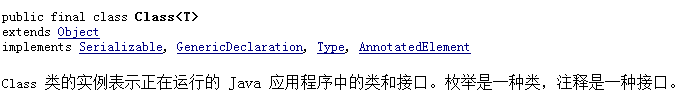 public final class Class<T>
extends Object
implements Serializable, GenericDeclaration, Type, AnnotatedElement
Class 类的实例表示正在运行的 Java 应用程序中的类和接口。枚举是一种类，注释是一种接口。